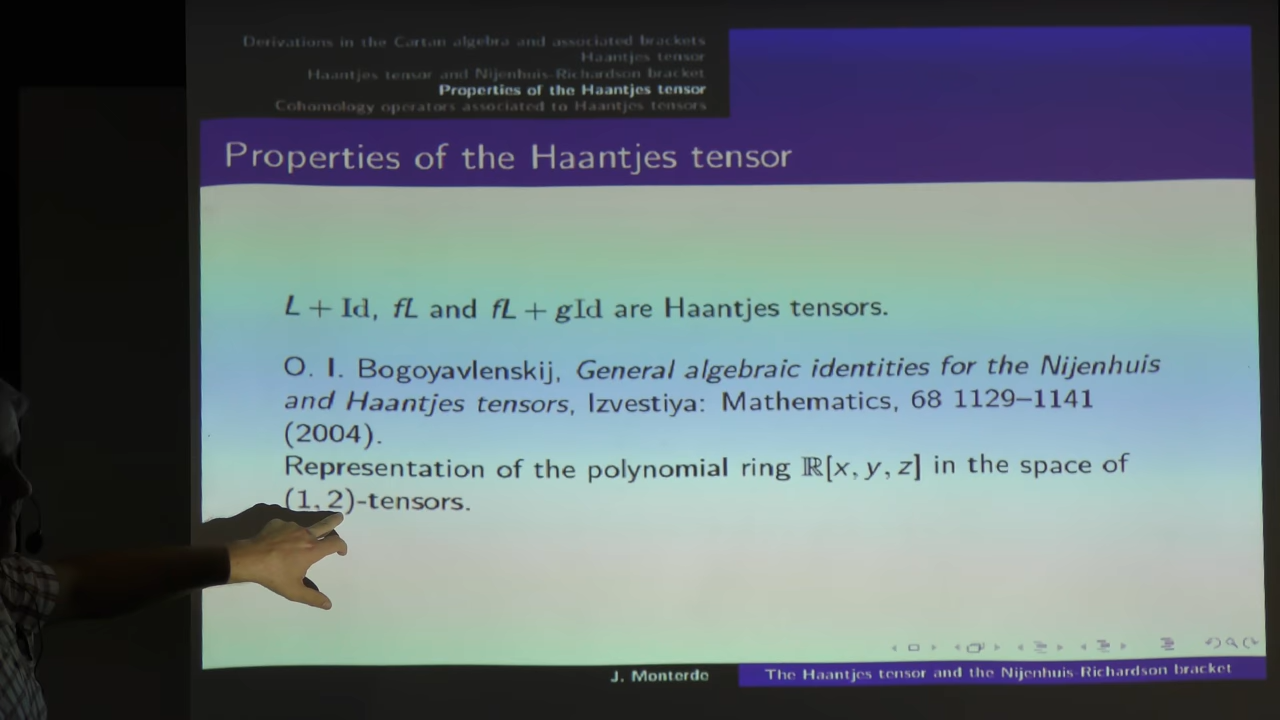 Derivations in the Cartan algebra and associated brackets
Haantjes tensor
Haantjes tensor and Nijenhuis-Richardson bracket
Properties of the Haantjes tensor
Cohomology operators associated to Haantjes tensors
Properties of the Haantjes tensor
L + Id, fL and fL + gId are Haantjes tensors.
O. I. Bogoyavlenskij, General algebraic identities for the Nijenhuis
and Haantjes tensors, Izvestiya: Mathematics, 68 1129–1141
(2004).
Representation of the polynomial ring ℝ[x, y, z] in the space of
(1, 2)-tensors.
J. Monterde
The Haantjes tensor and the Nijenhuis Richardson bracket